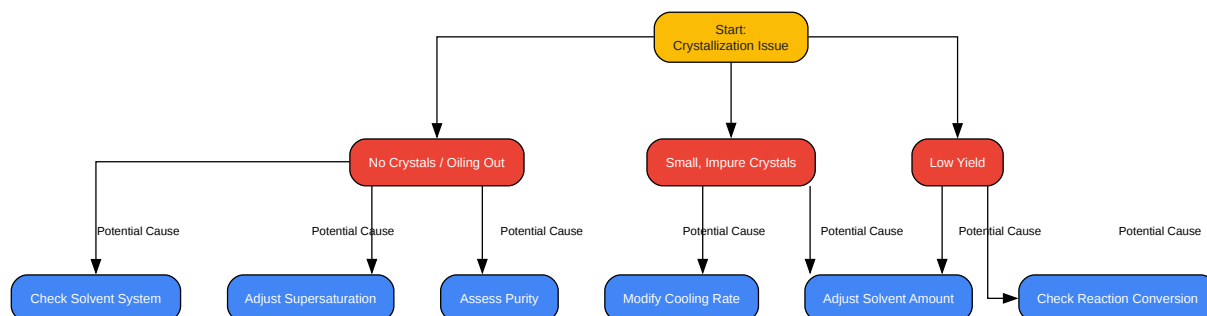 Start:
Crystallization Issue
No Crystals / Oiling Out
Small, Impure Crystals
Low Yield
Potential Cause
Potential Cause
Potential Cause
Potential Cause
Potential Cause
Potential Cause
Potential Cause
Check Solvent System
Adjust Supersaturation
Assess Purity
Modify Cooling Rate
Adjust Solvent Amount
Check Reaction Conversion